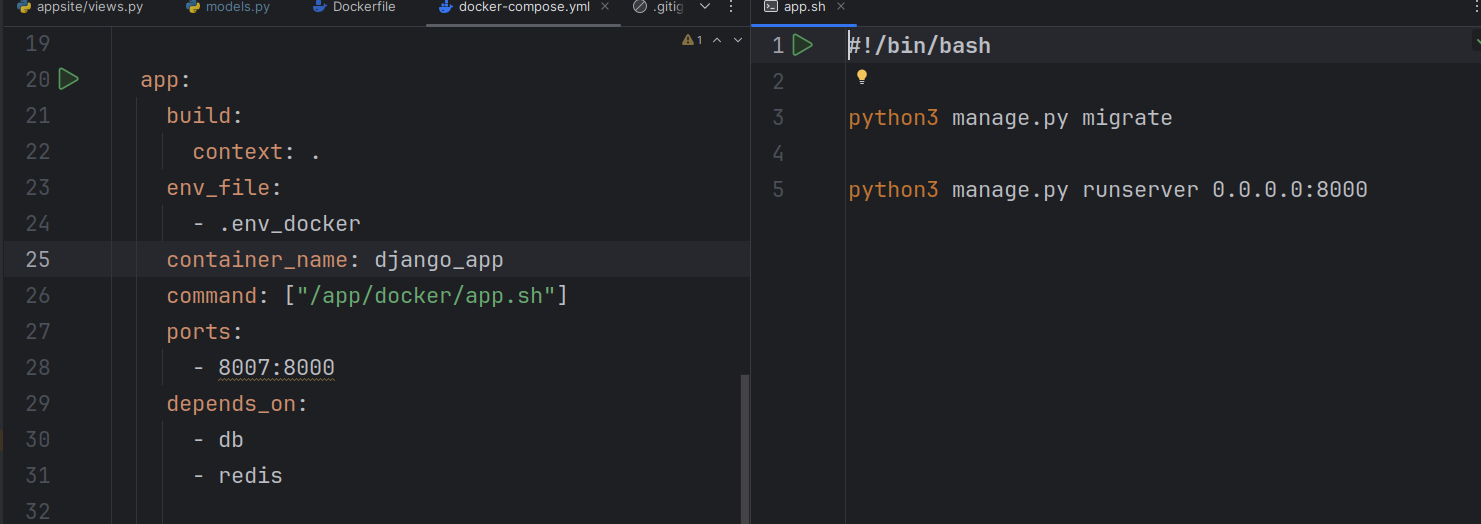 appsite/views.py models.py Dockerfile docker-compose.yml .gitig
1
19
20 app:
21 build:
22 context: .
23 env_file:
24 - .env_docker
25 container_name: django_app
26 command: ["/app/docker/app.sh"]
27 ports:
28 - 8007:8000
29 depends_on:
30 - db
31 - redis
32
app.sh
1 #!/bin/bash
2
3 python3 manage.py migrate
4
5 python3 manage.py runserver 0.0.0.0:8000